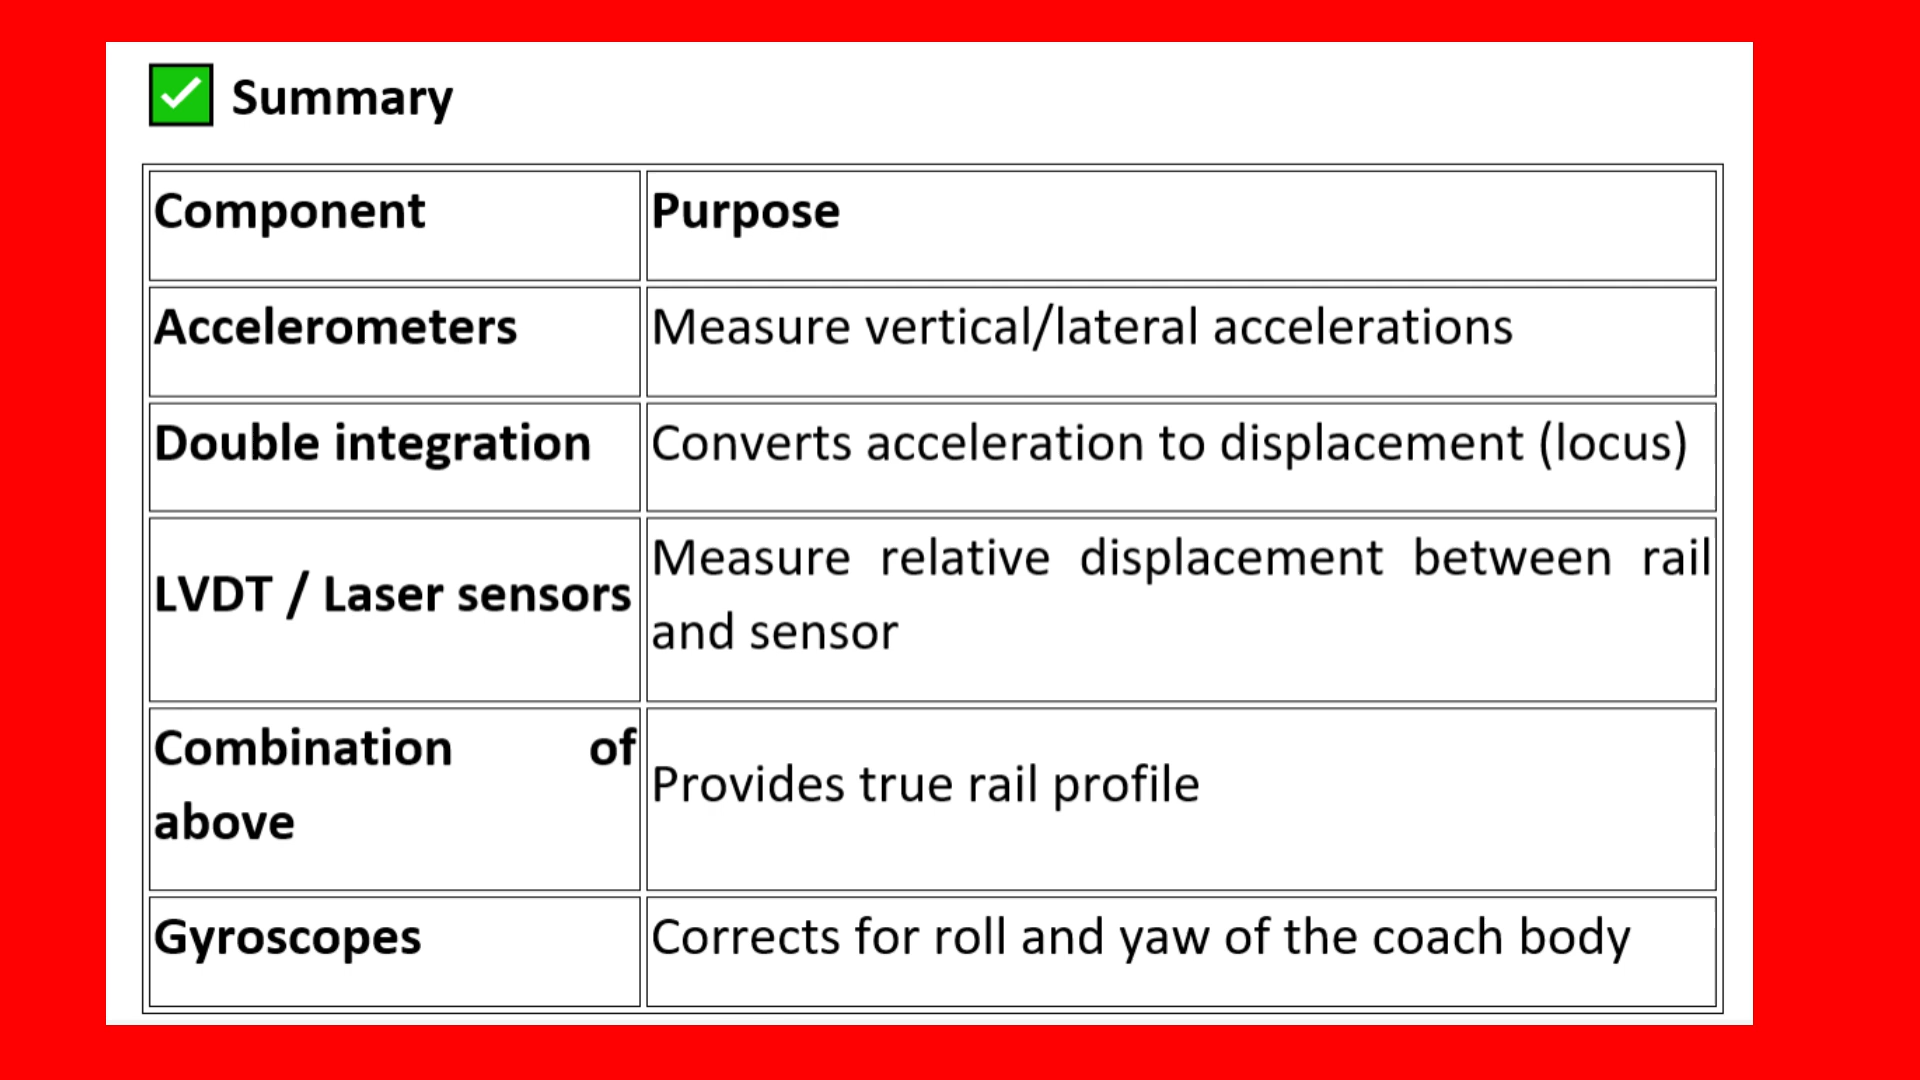 Summary
Component
Purpose
Accelerometers
Measure vertical/lateral accelerations
Double integration
Converts acceleration to displacement (locus)
LVDT / Laser sensors
Measure relative displacement between rail
and sensor
Combination of
above
Provides true rail profile
Gyroscopes
Corrects for roll and yaw of the coach body